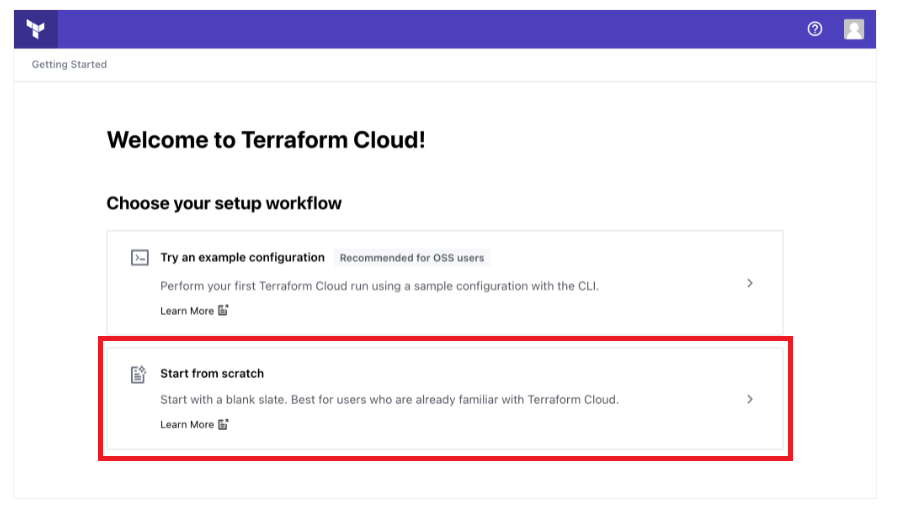 Getting Started
Welcome to Terraform Cloud!
Choose your setup workflow
Try an example configuration Recommended for OSS users
Perform your first Terraform Cloud run using a sample configuration with the CLI.
Learn More
Start from scratch
Start with a blank slate. Best for users who are already familiar with Terraform Cloud.
Learn More